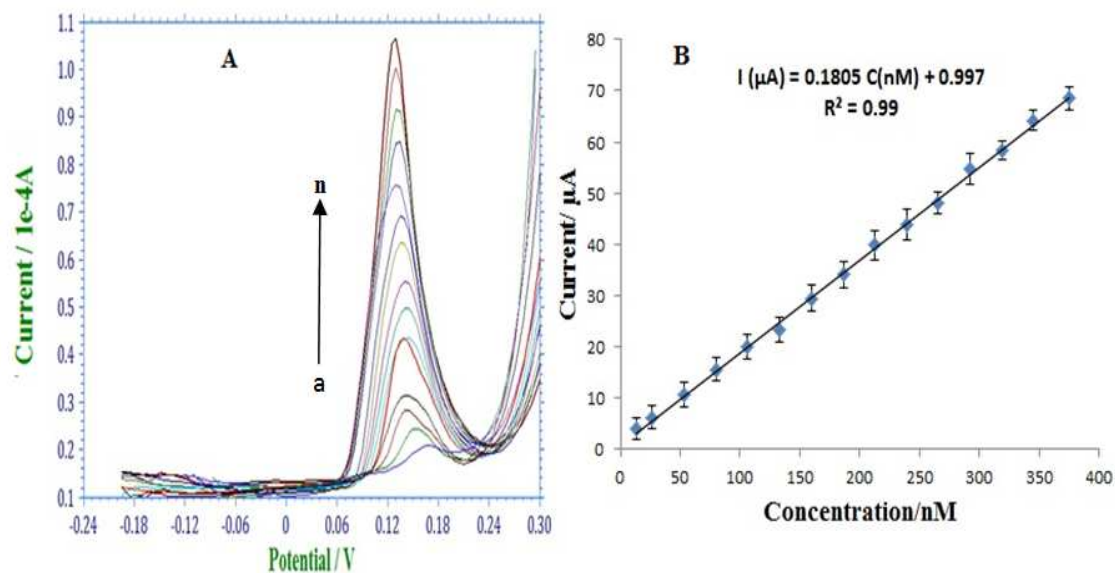 A
1.1
1.0
0.9
0.8
0.7
0.6
0.5
0.4
0.3
0.2
0.1
Current / 1e-4A
n
a
-0.24 -0.18 -0.12 -0.06 0 0.06 0.12 0.18 0.24 0.30
Potential / V
B
I (μA) = 0.1805 C(nM) + 0.997
R² = 0.99
80
70
60
50
40
30
20
10
0
Current/ μA
0 50 100 150 200 250 300 350 400
Concentration/nM